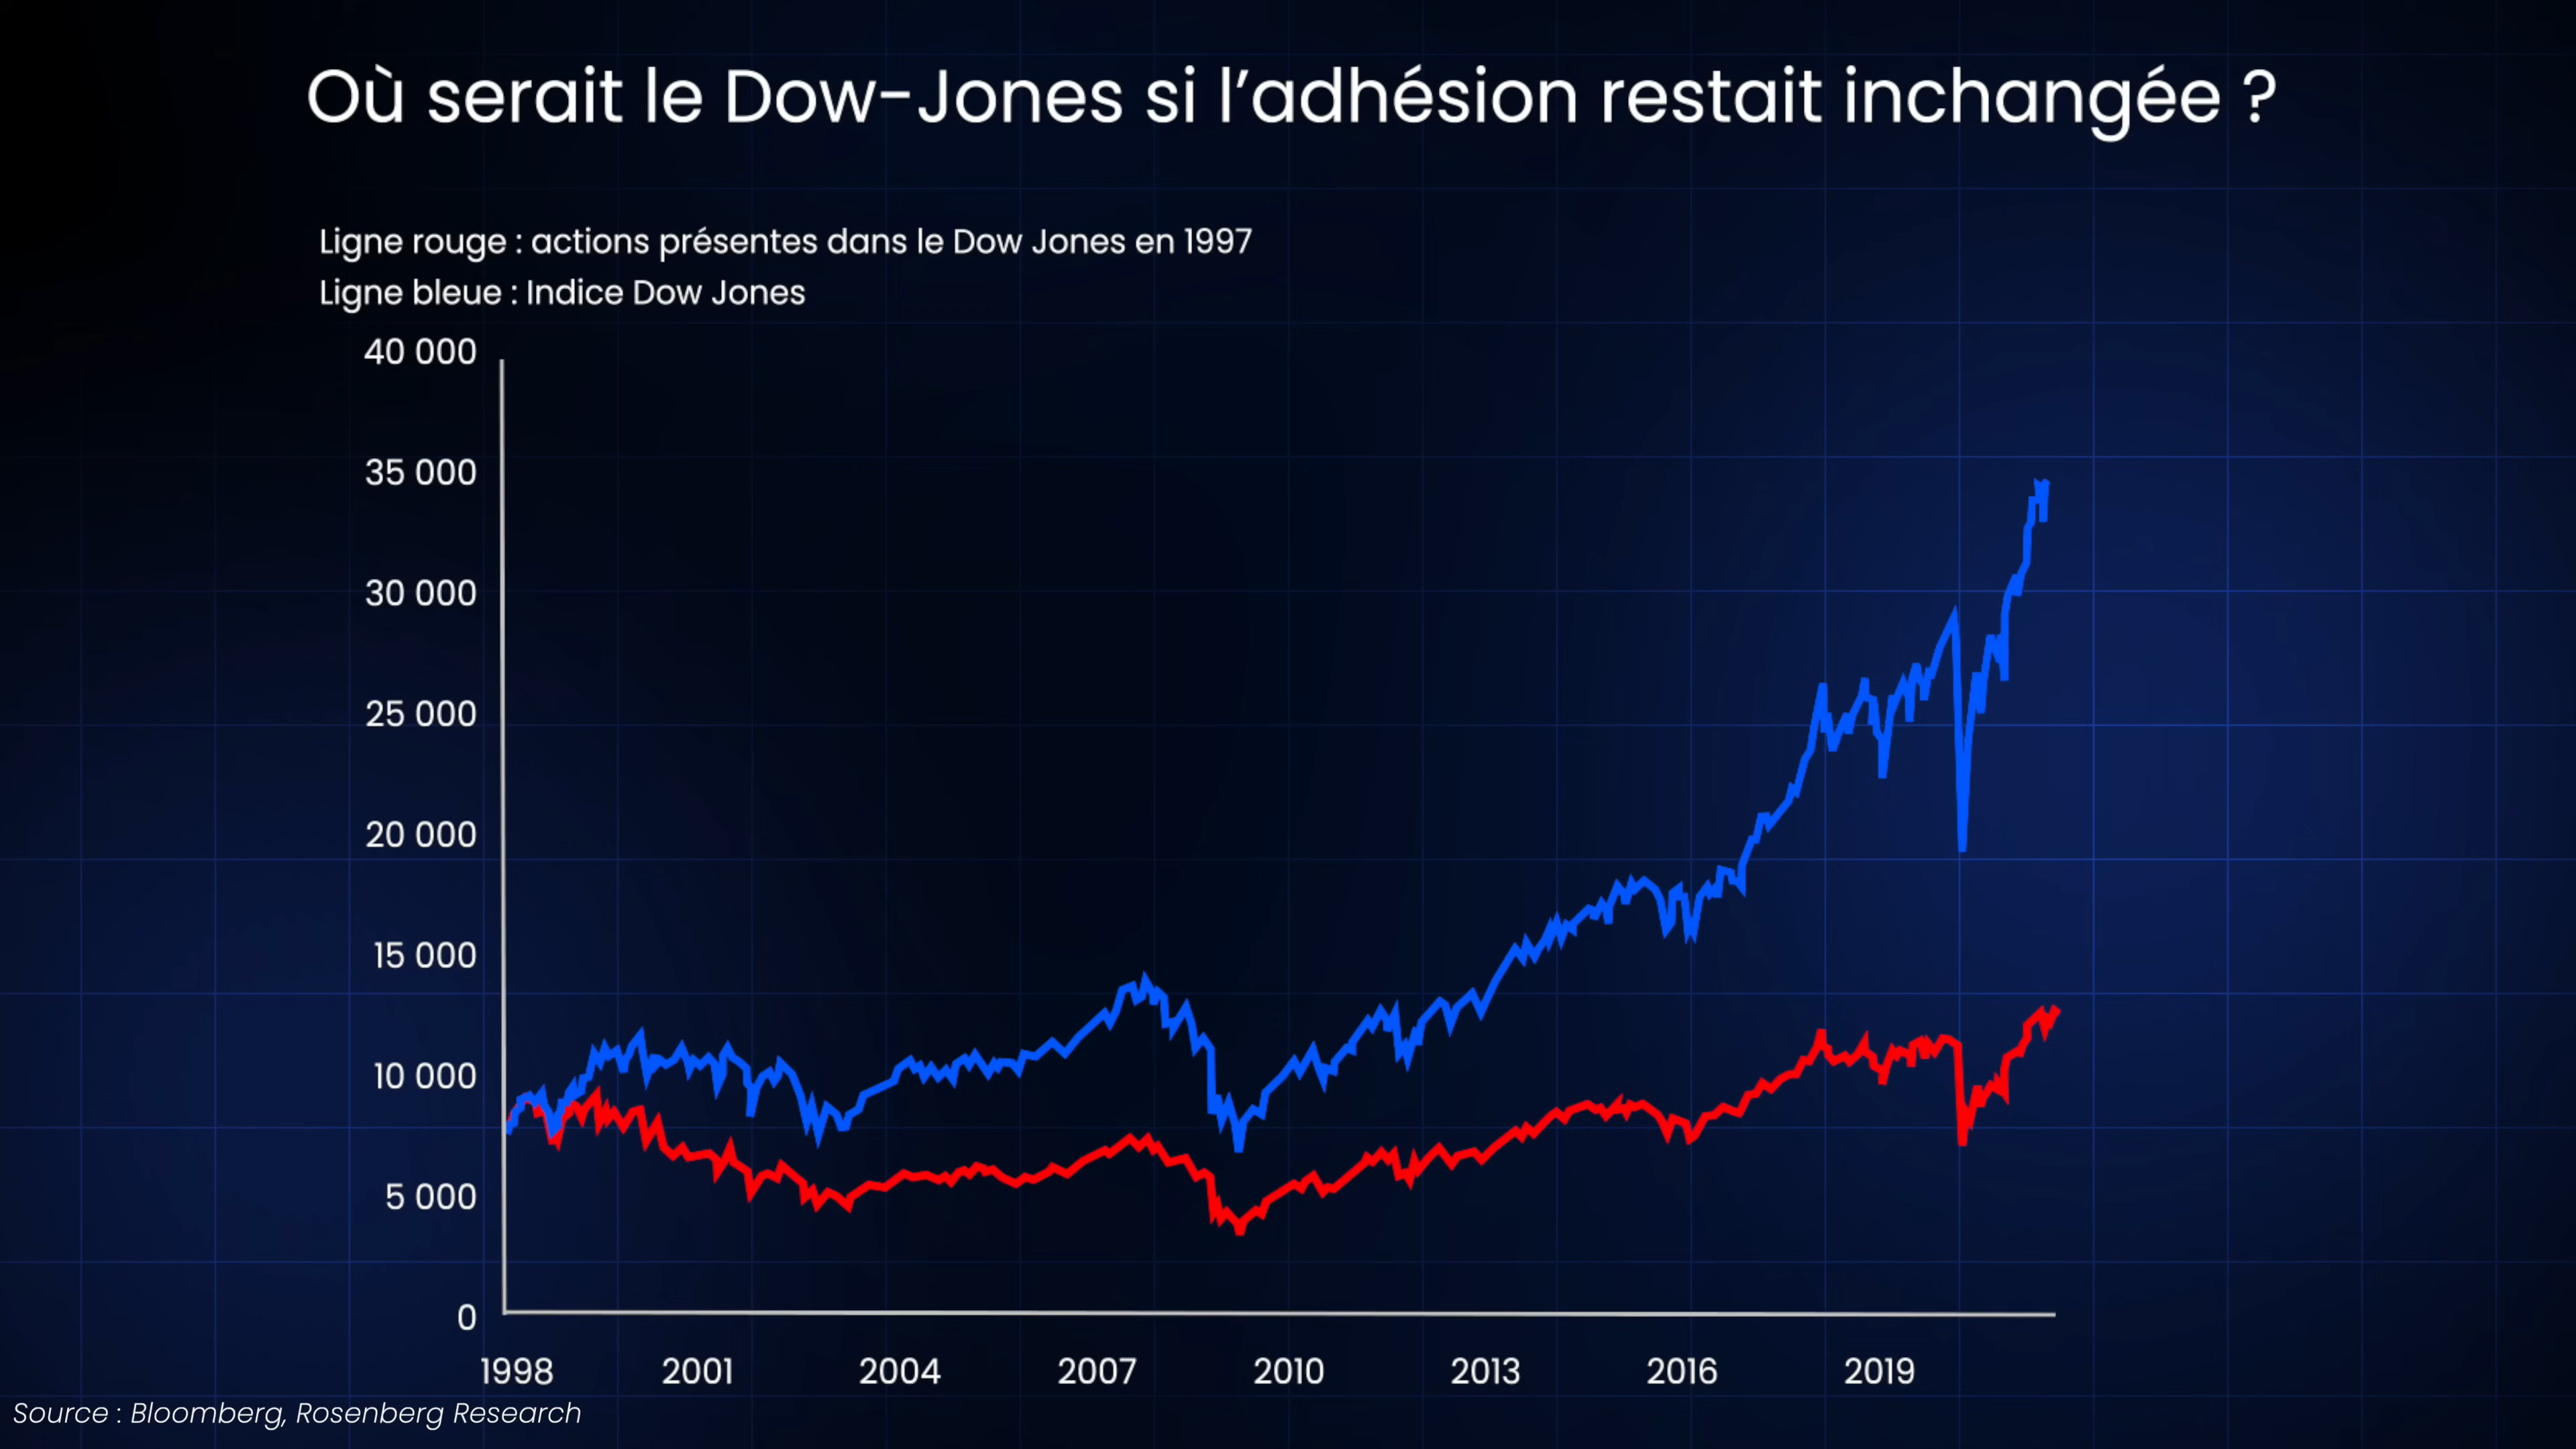 Où serait le Dow-Jones si l’adhésion restait inchangée ?
Ligne rouge : actions présentes dans le Dow Jones en 1997
Ligne bleue : Indice Dow Jones
40 000
35 000
30 000
25 000
20 000
15 000
10 000
5 000
0
1998 2001 2004 2007 2010 2013 2016 2019
Source : Bloomberg, Rosenberg Research